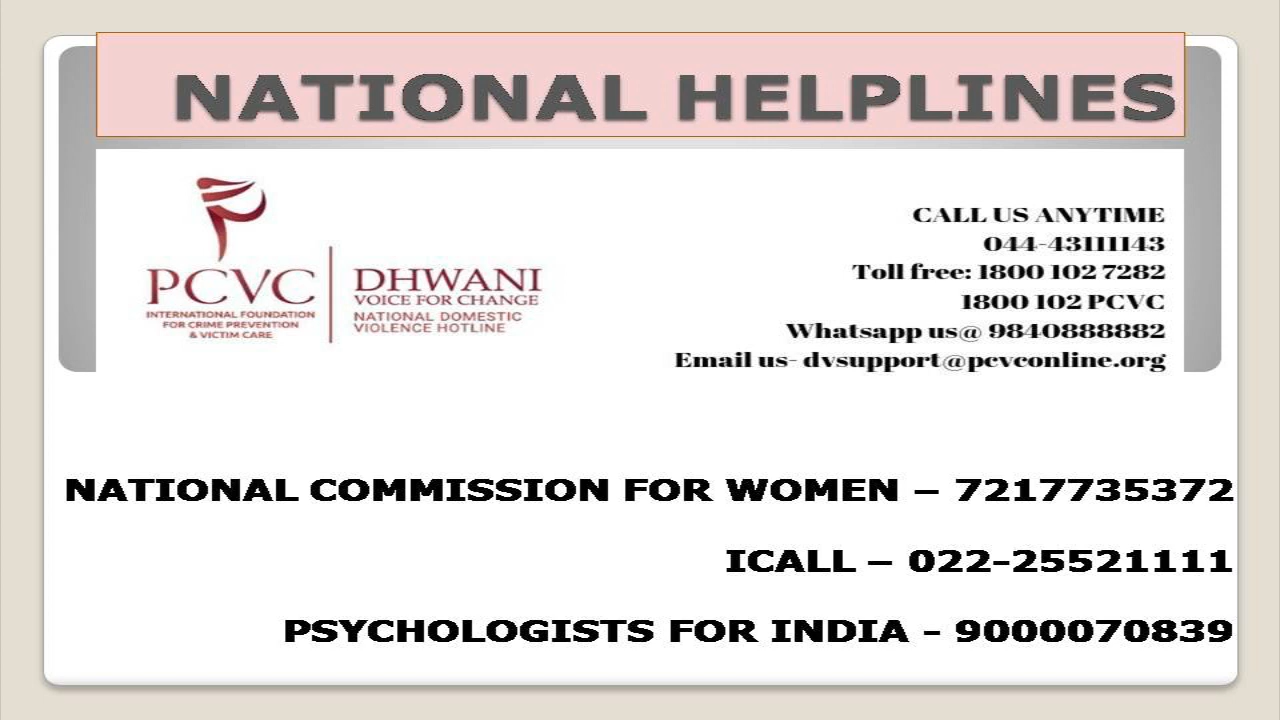 NATIONAL HELPLINES
PCVC
INTERNATIONAL FOUNDATION
FOR CRIME PREVENTION
& VICTIM CARE
DHWANI
VOICE FOR CHANGE
NATIONAL DOMESTIC
VIOLENCE HOTLINE
CALL US ANYTIME
044-43111143
Toll free: 1800 102 7282
1800 102 PCVC
Whatsapp us@ 9840888882
Email us- dvsupport@pcvconline.org
NATIONAL COMMISSION FOR WOMEN – 7217735372
ICALL – 022-25521111
PSYCHOLOGISTS FOR INDIA - 9000070839